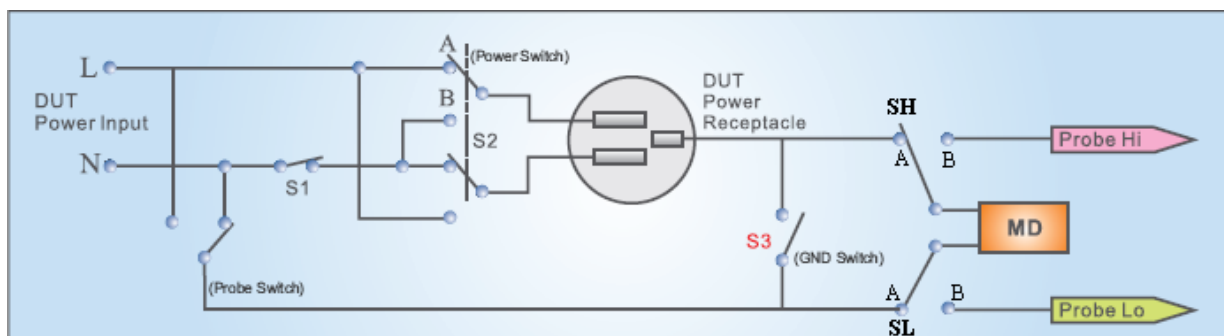 L
DUT
Power Input
N
A
(Power Switch)
B
S2
S1
(Probe Switch)
DUT
Power
Receptacle
S3
(GND Switch)
SH
A
B
Probe Hi
MD
A
B
SL
Probe Lo